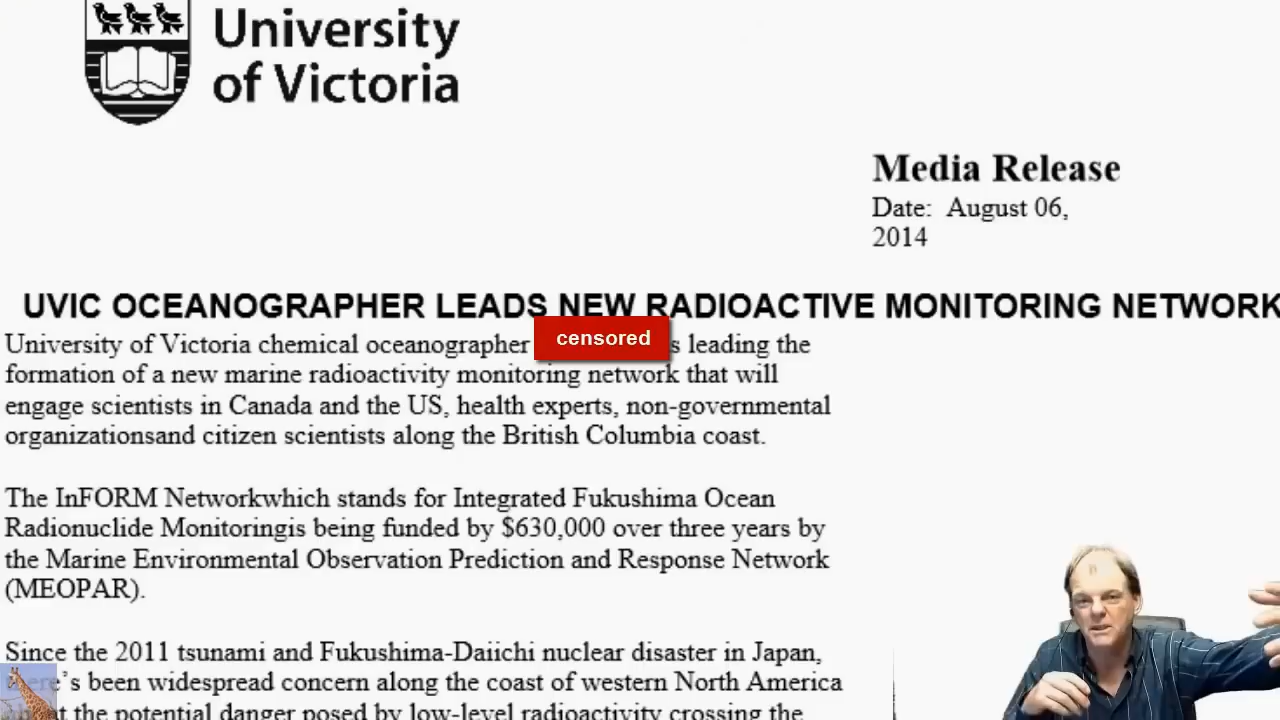 University
of Victoria
Media Release
Date: August 06,
2014
UVIC OCEANOGRAPHER LEADS NEW RADIOACTIVE MONITORING NETWORK
University of Victoria chemical oceanographer censored s leading the
formation of a new marine radioactivity monitoring network that will
engage scientists in Canada and the US, health experts, non-governmental
organizationsand citizen scientists along the British Columbia coast.
The InFORM Networkwhich stands for Integrated Fukushima Ocean
Radionuclide Monitoringis being funded by $630,000 over three years by
the Marine Environmental Observation Prediction and Response Network
(MEOPAR).
Since the 2011 tsunami and Fukushima-Daiichi nuclear disaster in Japan,
been widespread concern along the coast of western North America
the potential danger posed by low-level radioactivity crossing the